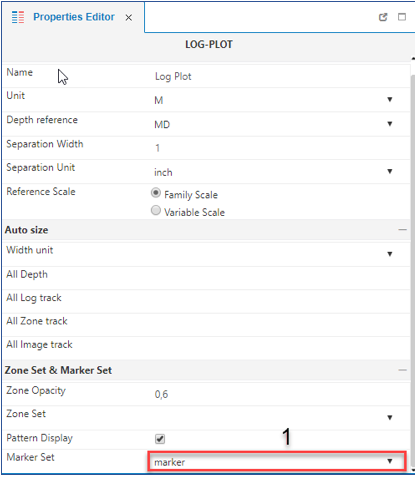 Properties Editor
LOG-PLOT
Name Log Plot
Unit M
Depth reference MD
Separation Width 1
Separation Unit inch
Reference Scale Family Scale
Variable Scale
Auto size
Width unit
All Depth
All Log track
All Zone track
All Image track
Zone Set & Marker Set
Zone Opacity 0,6
Zone Set
Pattern Display
1
Marker Set marker